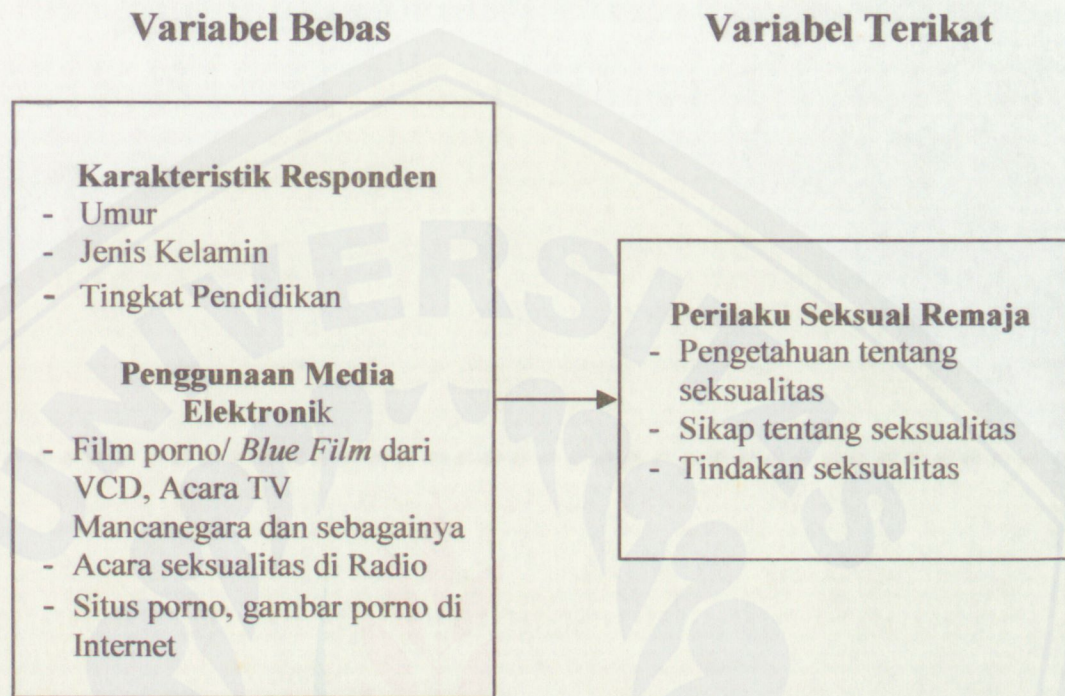 Variabel Bebas
Variabel Terikat
Karakteristik Responden
- Umur
- Jenis Kelamin
- Tingkat Pendidikan
Penggunaan Media
Elektronik
- Film porno/ Blue Film dari
VCD, Acara TV
Mancanegara dan sebagainya
- Acara seksualitas di Radio
- Situs porno, gambar porno di
Internet
Perilaku Seksual Remaja
- Pengetahuan tentang
seksualitas
- Sikap tentang seksualitas
- Tindakan seksualitas
UNIVERSITAS